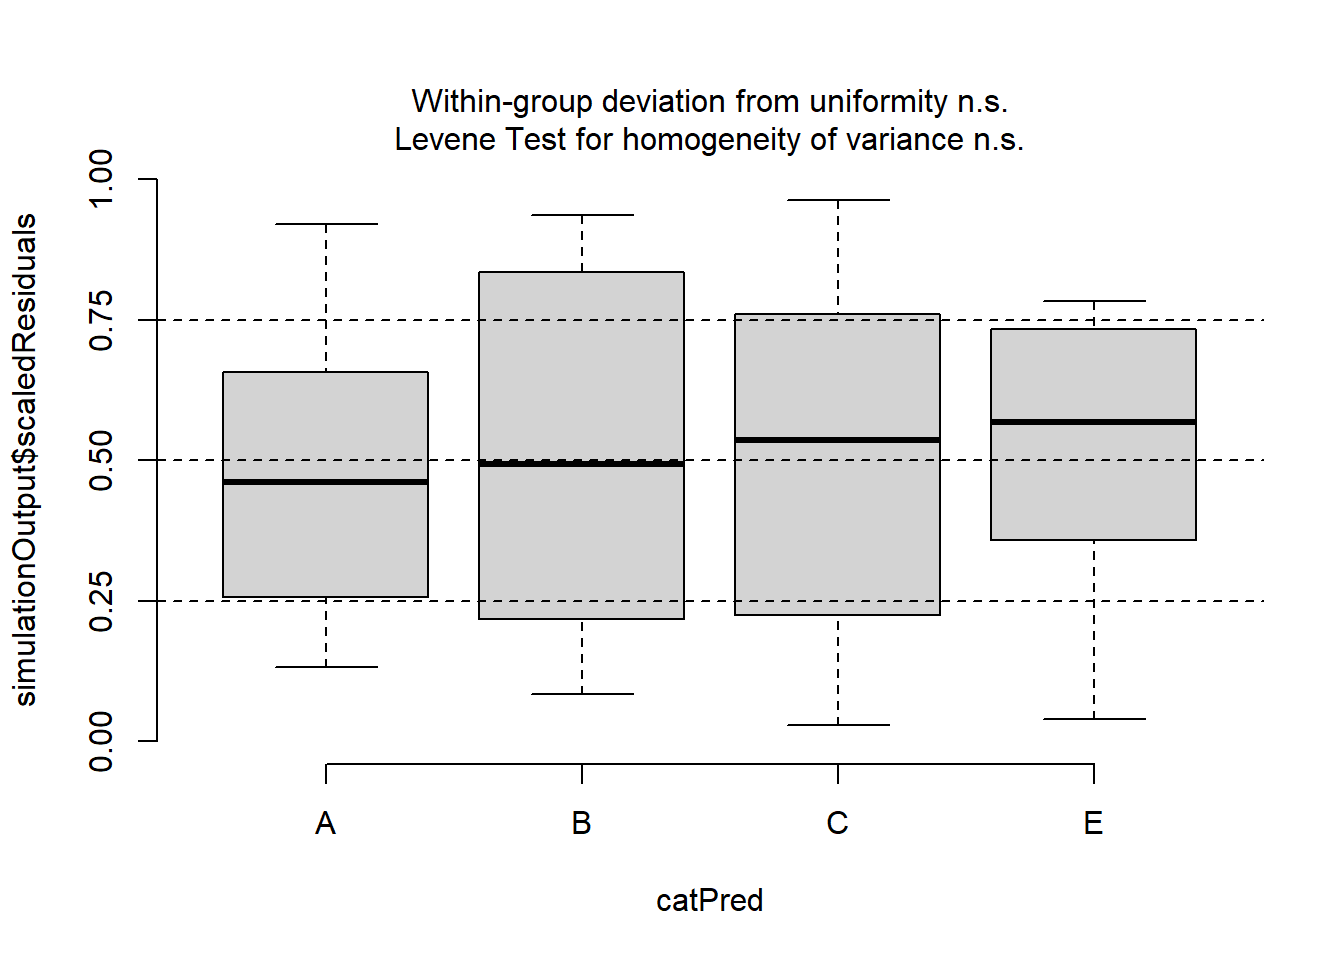 Within-group deviation from uniformity n.s.
Levene Test for homogeneity of variance n.s.
simulationOutput$scaledResiduals
1.00
0.75
0.50
0.25
0.00
A
B
C
E
catPred